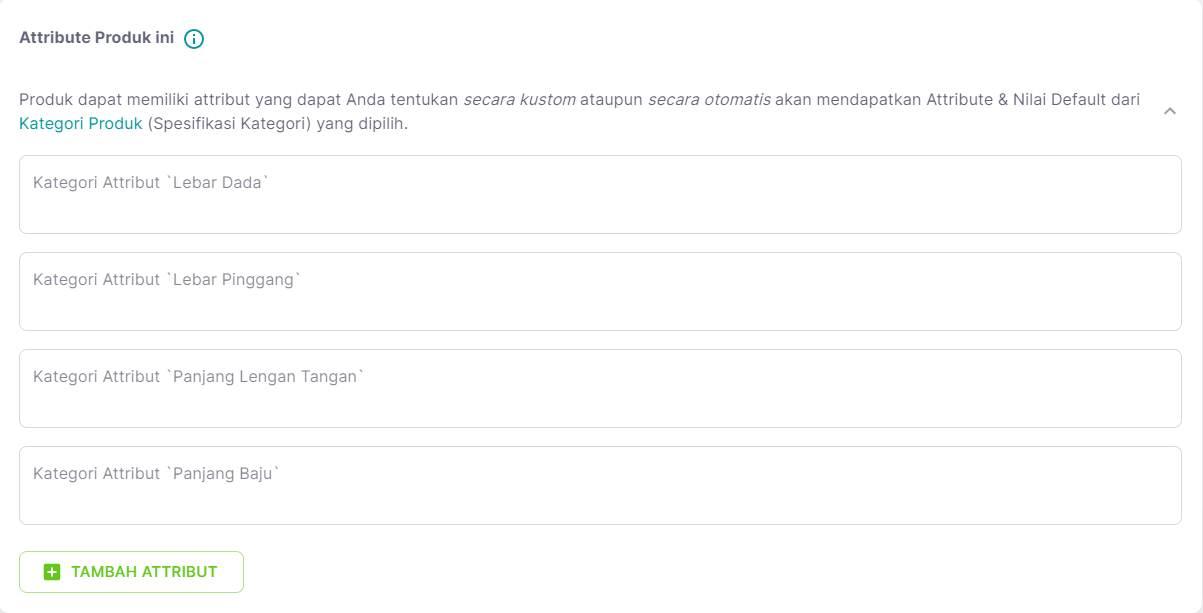 Attribute Produk ini
Produk dapat memiliki attribut yang dapat Anda tentukan secara kustom ataupun secara otomatis akan mendapatkan Attribute & Nilai Default dari
Kategori Produk (Spesifikasi Kategori) yang dipilih.
Kategori Attribut `Lebar Dada`
Kategori Attribut `Lebar Pinggang`
Kategori Attribut `Panjang Lengan Tangan`
Kategori Attribut `Panjang Baju`
TAMBAH ATTRIBUT